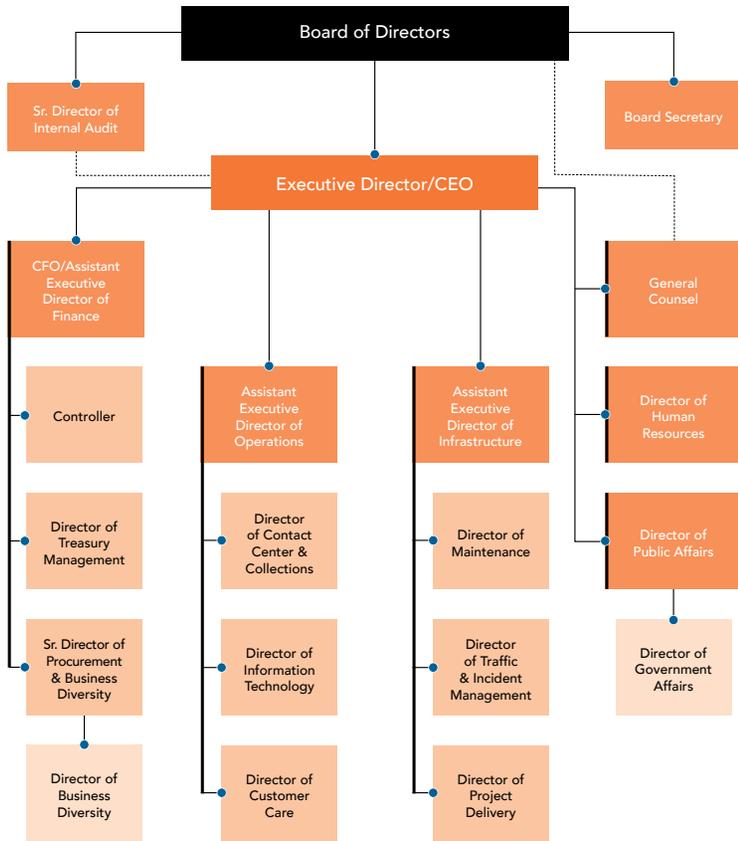 Board of Directors
Sr. Director of
Internal Audit
Board Secretary
Executive Director/CEO
CFO/Assistant
Executive
Director of
Finance
General
Counsel
Controller
Assistant
Executive
Director of
Operations
Assistant
Executive
Director of
Infrastructure
Director of
Human
Resources
Director of
Treasury
Management
Director
of Contact
Center &
Collections
Director of
Maintenance
Director of
Public Affairs
Sr. Director of
Procurement
& Business
Diversity
Director of
Information
Technology
Director
of Traffic
& Incident
Management
Director of
Government
Affairs
Director of
Business
Diversity
Director of
Customer
Care
Director of
Project
Delivery